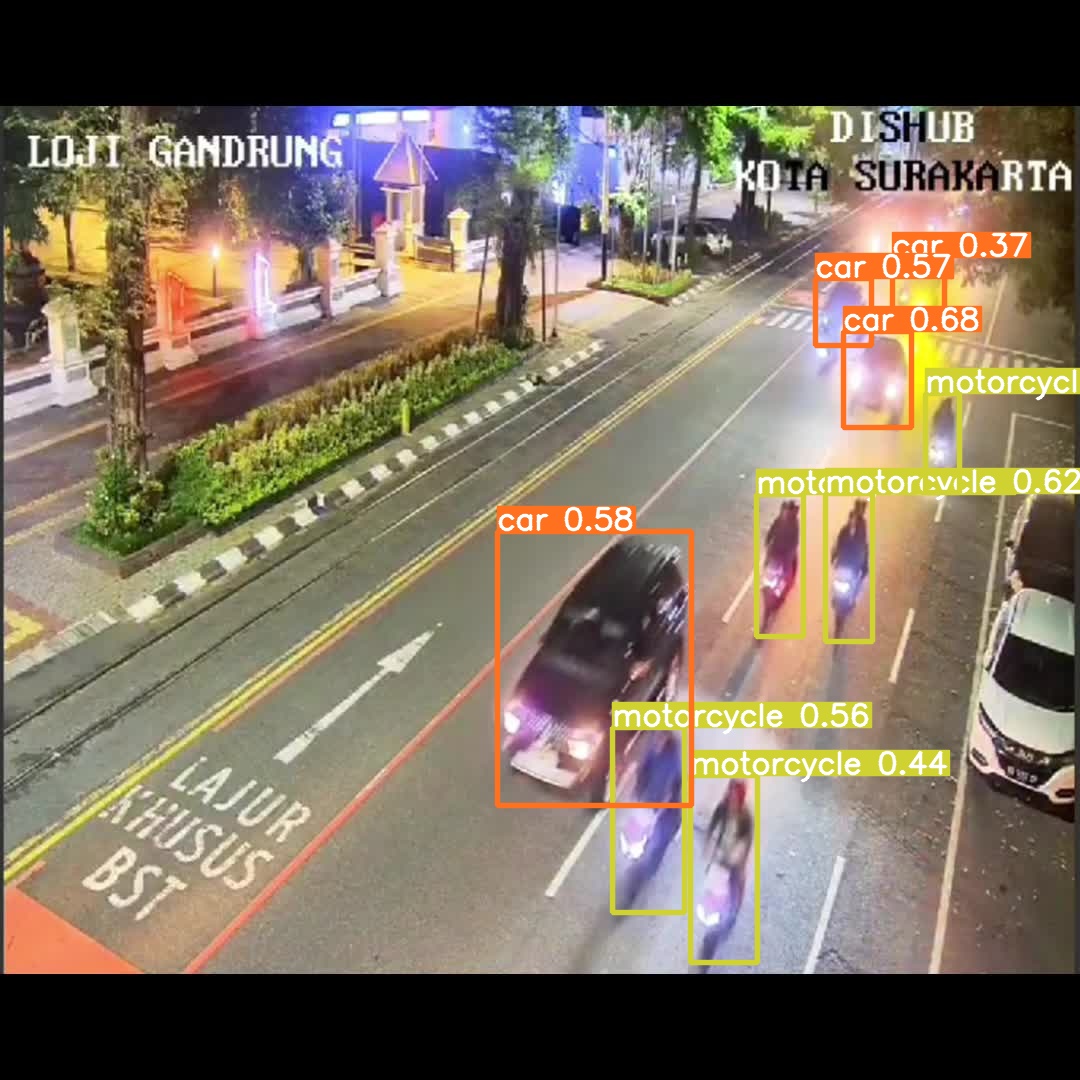 LOJI GANDRUNG
DISHUB
KOTA SURAKARTA
car 0.37
car 0.57
car 0.68
motorcycl
motorcycle 0.62
car 0.58
motorcycle 0.56
motorcycle 0.44
LAJUR
KHUSUS
BST